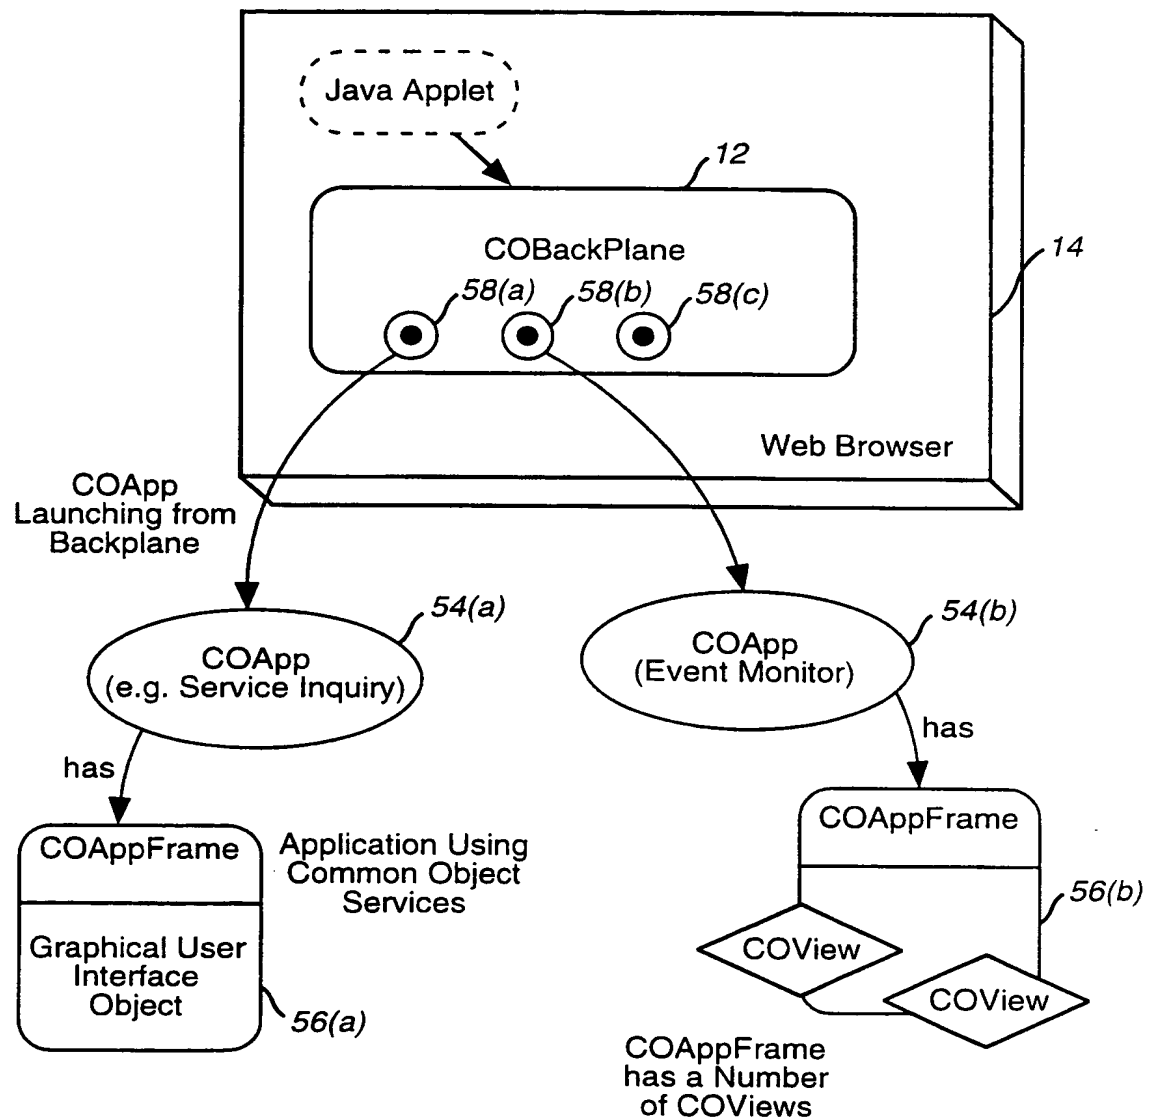 Java Applet
12
COBackPlane
14
58(a)
58(b)
58(c)
Web Browser
COApp
Launching from
Backplane
54(a)
COApp
(e.g. Service Inquiry)
54(b)
COApp
(Event Monitor)
has
has
COAppFrame
Application Using
Common Object
Services
Graphical User
Interface
Object
56(a)
COAppFrame
56(b)
COView
COView
COAppFrame
has a Number
of COViews